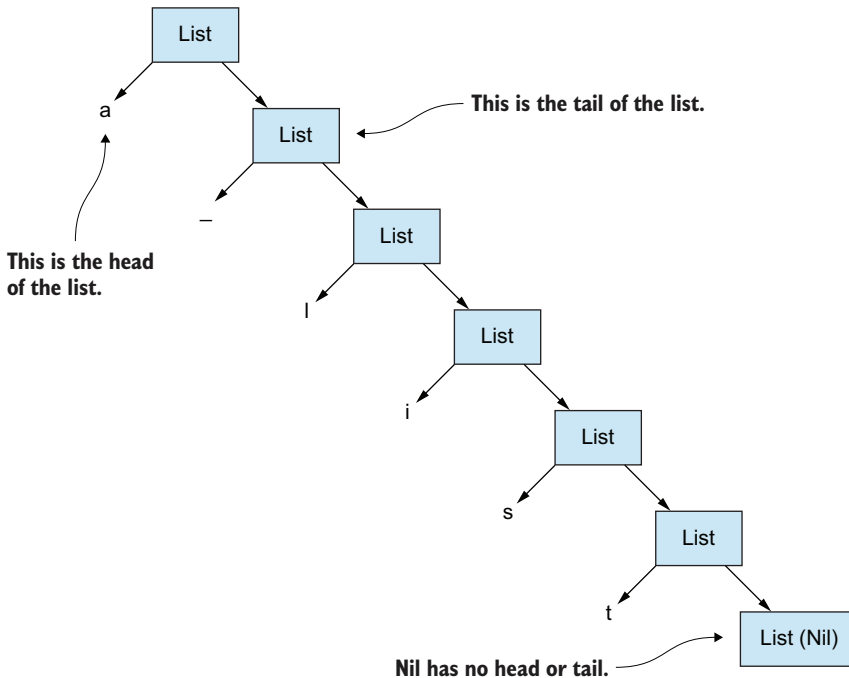 List
a
This is the tail of the list.
List
_
List
This is the head
of the list.
l
List
i
List
s
List
t
List (Nil)
Nil has no head or tail.